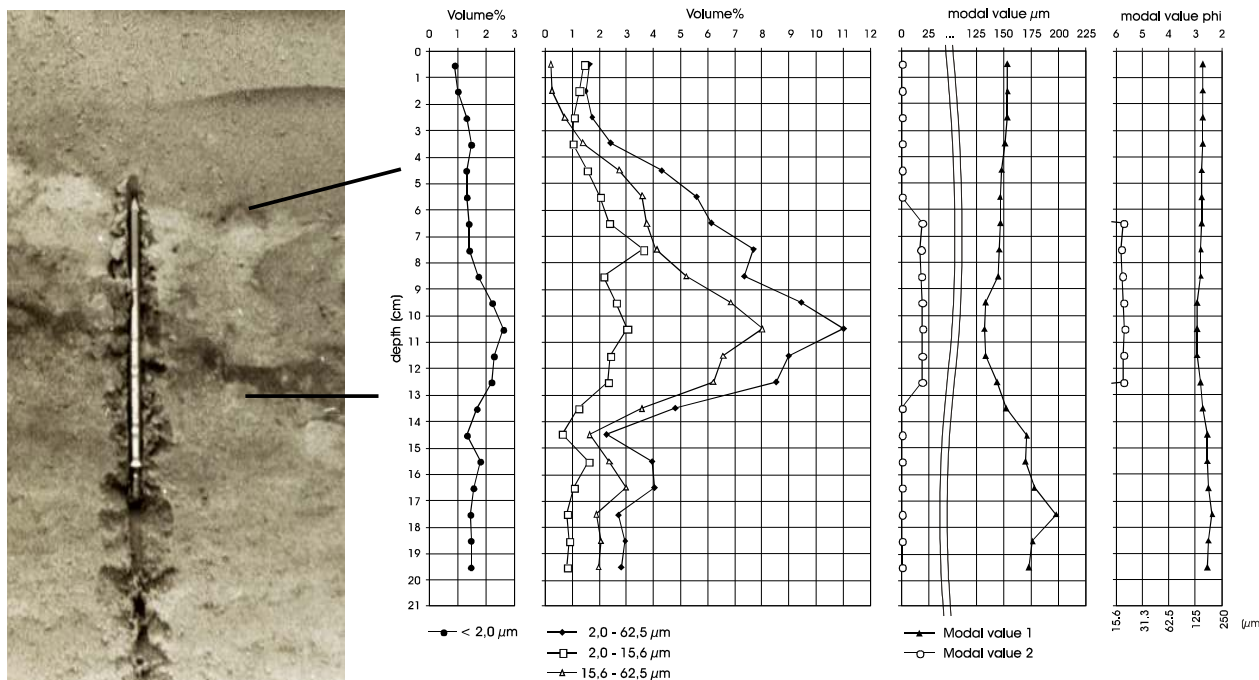 Volume%
Volume%
modal value µm
modal value phi
0 1 2 3
0 1 2 3 4 5 6 7 8 9 10 11 12
0 25 ... 125 150 175 200 225
6 5 3 2
0
1
2
3
4
5
6
7
8
9
10
11
12
13
14
15
16
17
18
19
20
21
depth (cm)
15.6 31.3 62.5 125 250 (µm
< 2,0 µm
2,0 - 62,5 µm
2,0 - 15,6 µm
15,6 - 62,5 µm
Modal value 1
Modal value 2